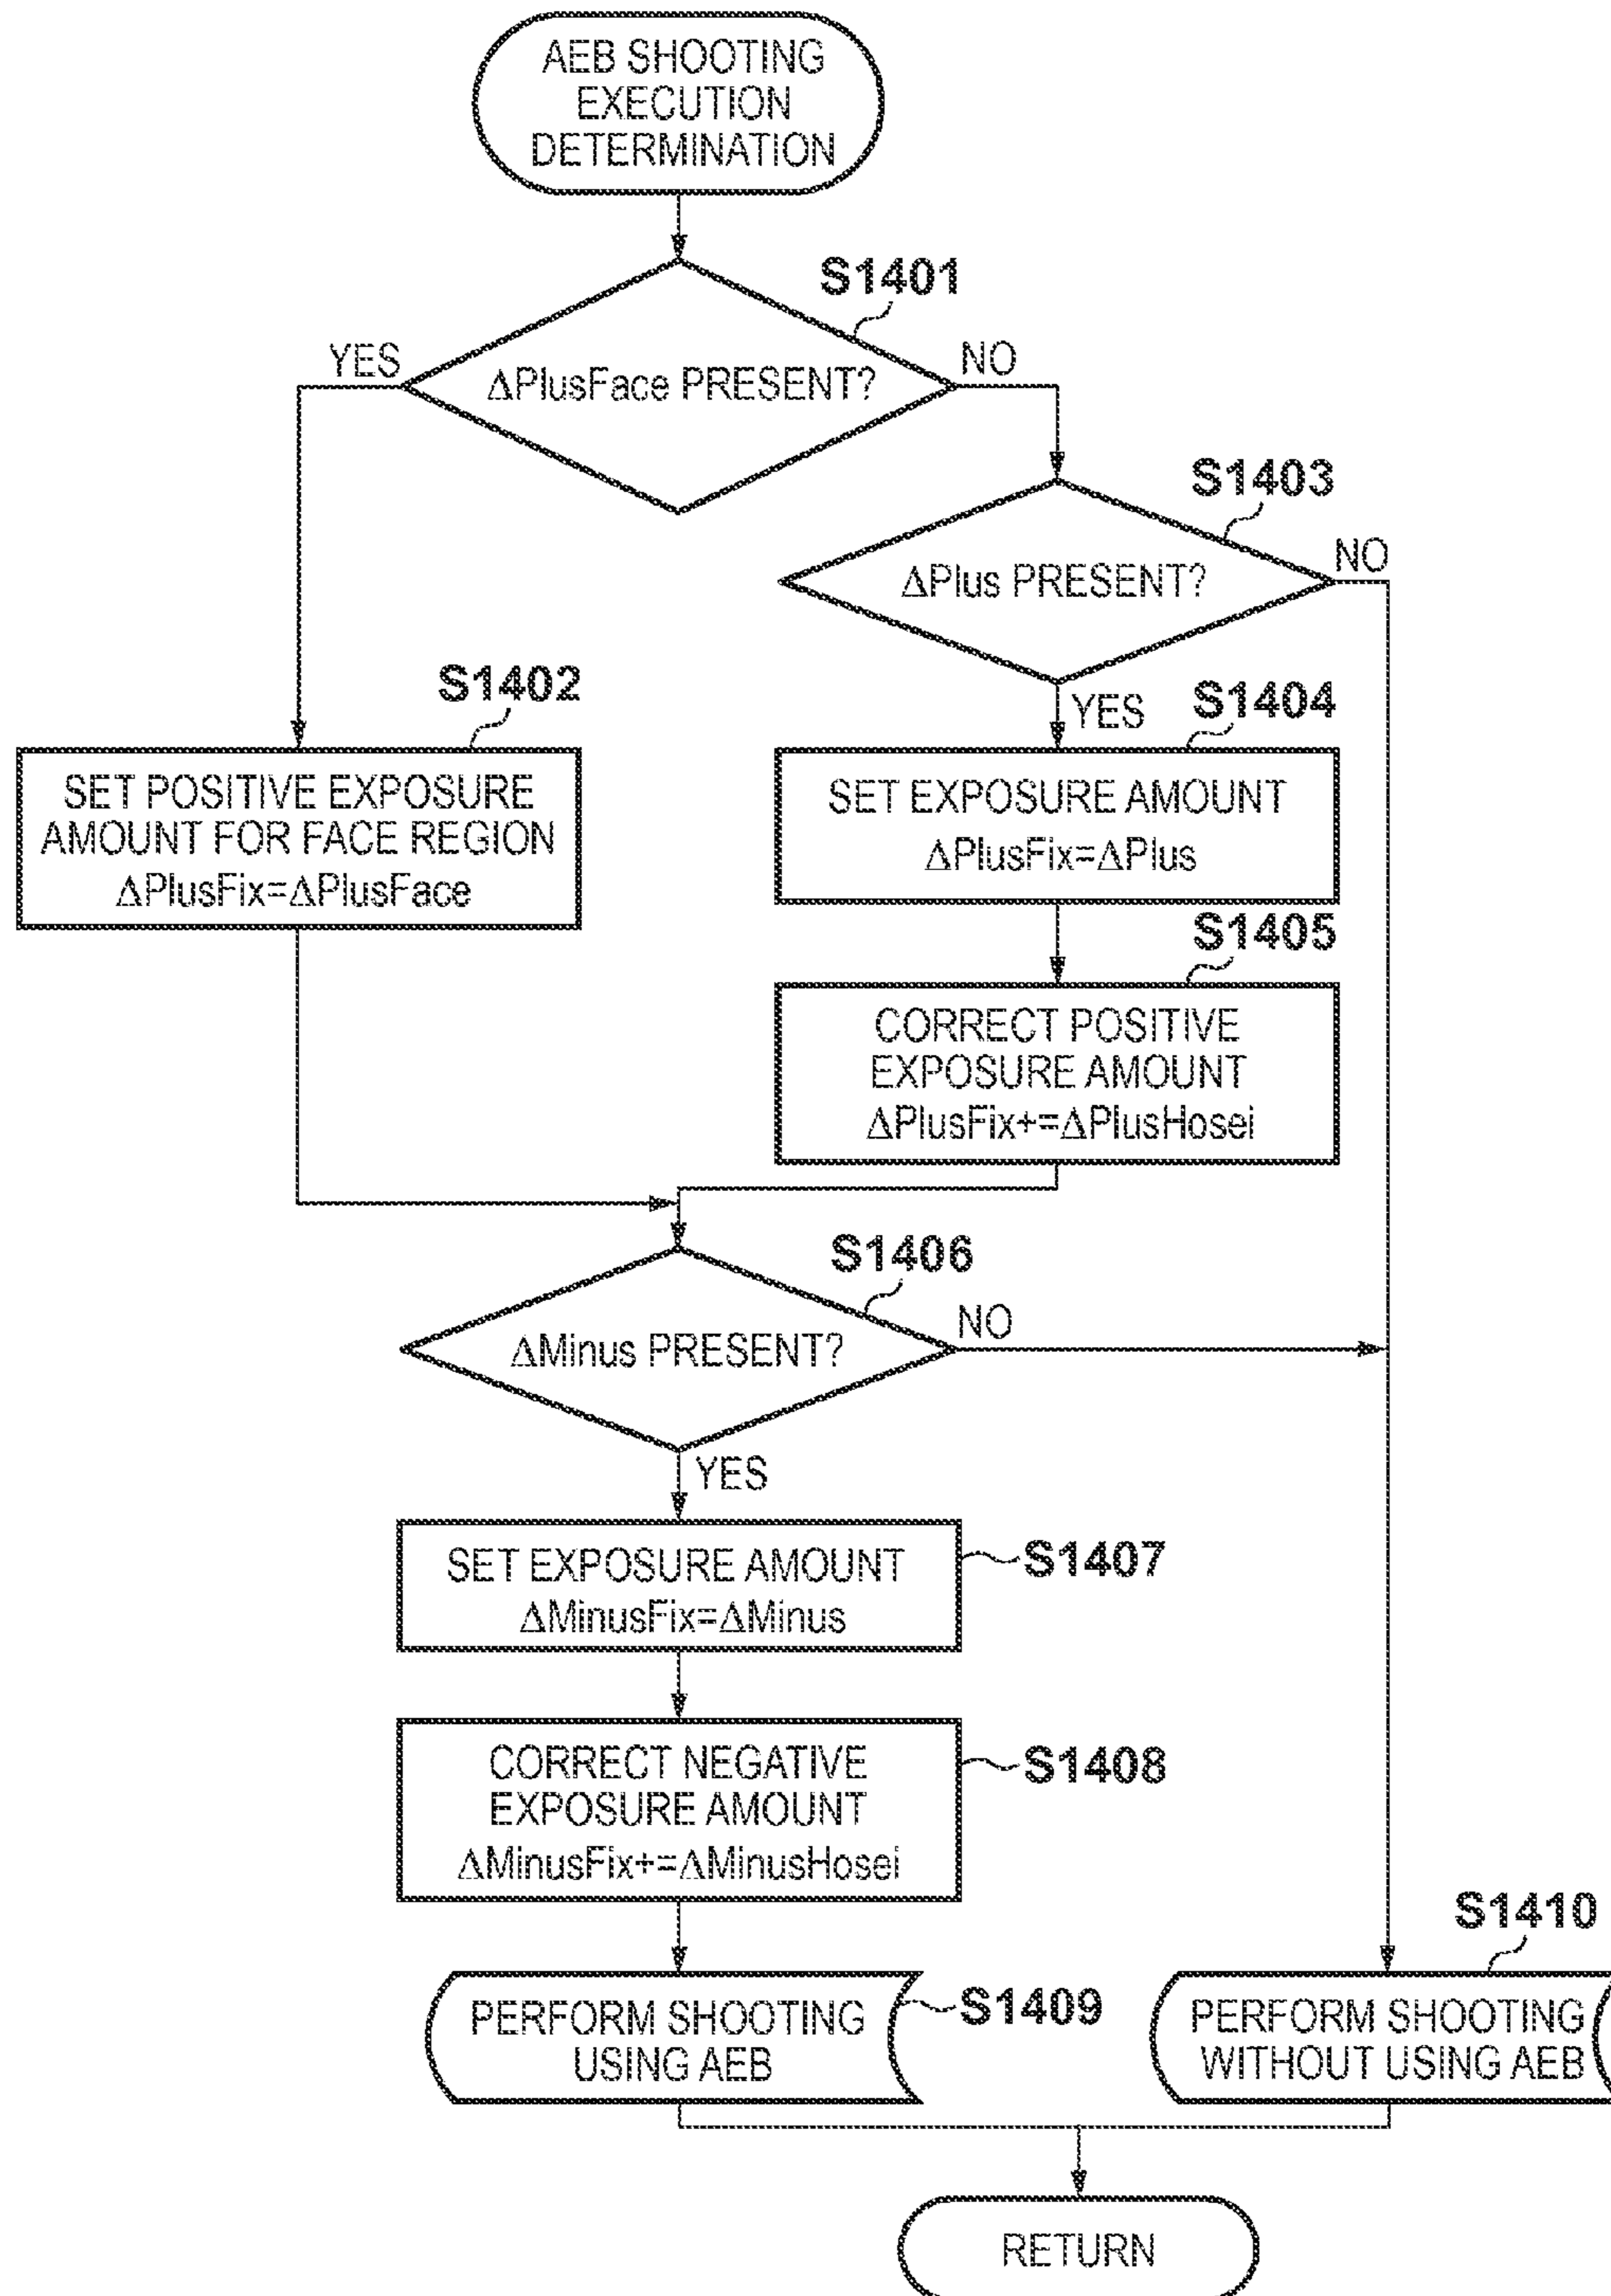 AEB SHOOTING
EXECUTION
DETERMINATION
S1401
YES
NO
ΔPlusFace PRESENT?
S1403
NO
ΔPlus PRESENT?
S1402
YES
S1404
SET POSITIVE EXPOSURE
AMOUNT FOR FACE REGION
ΔPlusFix=ΔPlusFace
SET EXPOSURE AMOUNT
ΔPlusFix=ΔPlus
S1405
CORRECT POSITIVE
EXPOSURE AMOUNT
ΔPlusFix+=ΔPlusHosei
S1406
NO
ΔMinus PRESENT?
YES
SET EXPOSURE AMOUNT
ΔMinusFix=ΔMinus
S1407
CORRECT NEGATIVE
EXPOSURE AMOUNT
ΔMinusFix+=ΔMinusHosei
S1408
S1410
PERFORM SHOOTING
USING AEB
S1409
PERFORM SHOOTING
WITHOUT USING AEB
RETURN